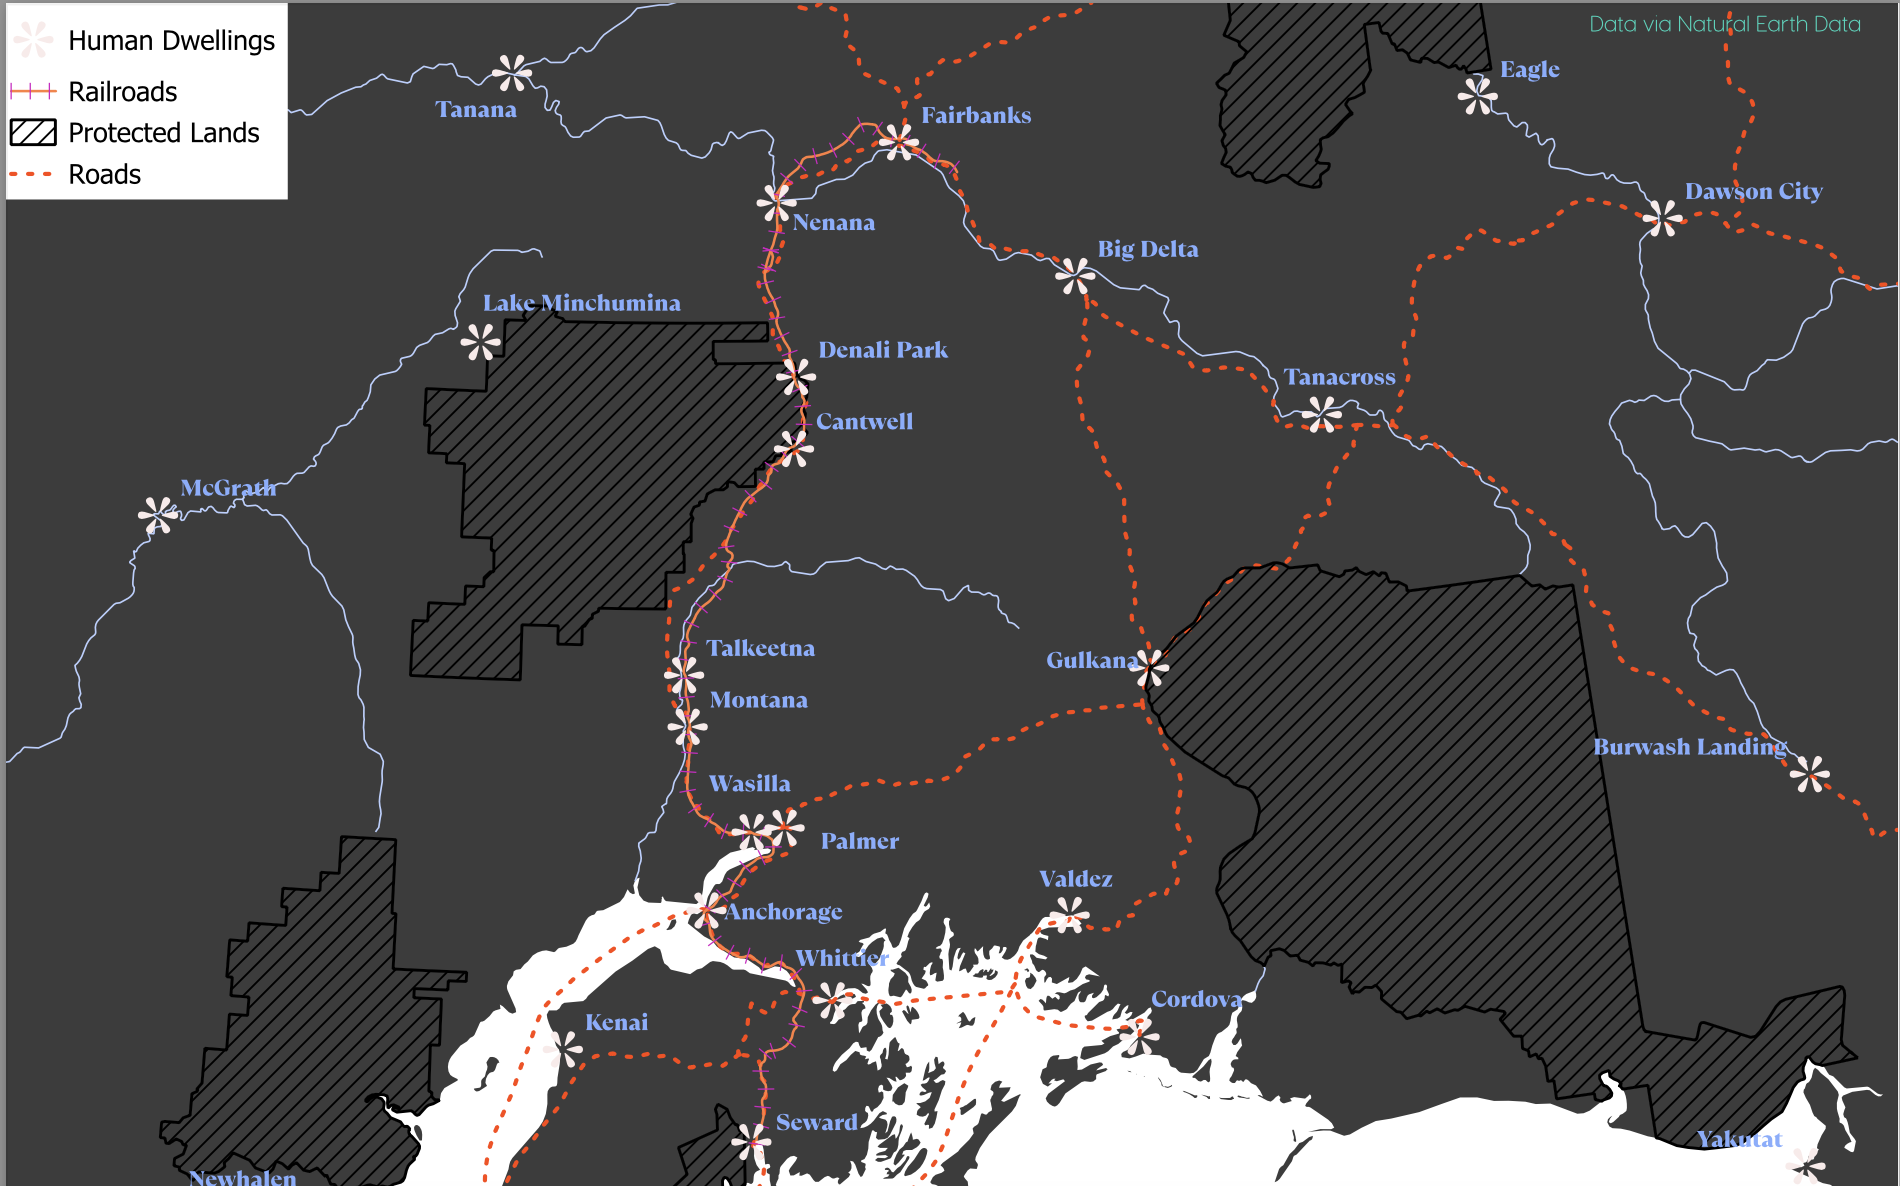 Human Dwellings
Railroads
Protected Lands
Roads
Data via Natural Earth Data
Eagle
Tanana
Fairbanks
Dawson City
Nenana
Big Delta
Lake Minchumina
Denali Park
Tanacross
Cantwell
McGrath
Talkeetna
Gulkana
Montana
Burwash Landing
Wasilla
Palmer
Valdez
Anchorage
Whittier
Cordova
Kenai
Seward
Yakutat
Newhalen